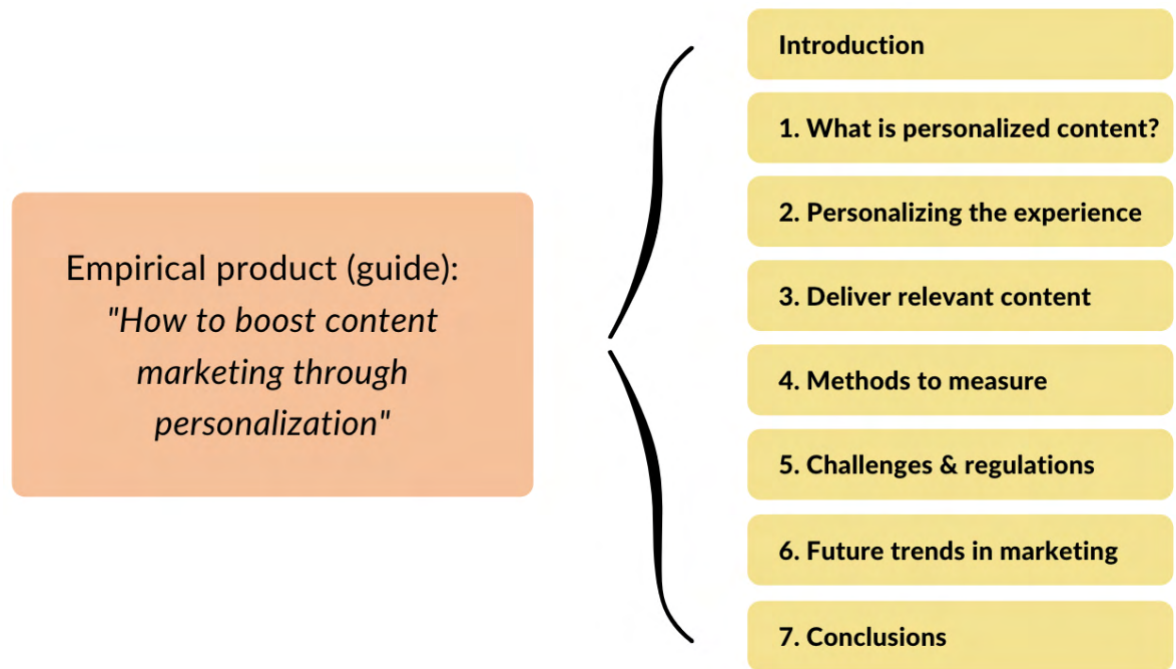 Empirical product (guide):
"How to boost content
marketing through
personalization"
Introduction
1. What is personalized content?
2. Personalizing the experience
3. Deliver relevant content
4. Methods to measure
5. Challenges & regulations
6. Future trends in marketing
7. Conclusions